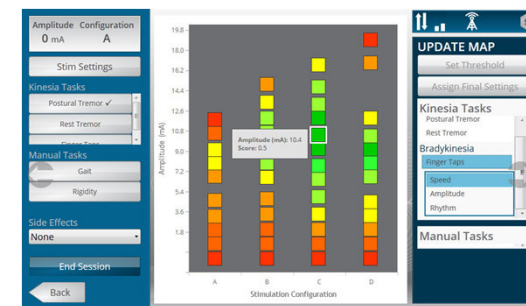 Amplitude Configuration
0 mA A
Stim Settings
Kinesia Tasks
Postural Tremor ✓
Rest Tremor
Finger Taps
Manual Tasks
Gait
Rigidity
Side Effects
None
End Session
Back
19.8
18.0
16.2
14.4
12.6
10.8
9.0
7.2
5.4
3.6
1.8
Amplitude (mA)
Amplitude (mA): 10.4
Score: 0.5
A B C D
Stimulation Configuration
UPDATE MAP
Set Threshold
Assign Final Settings
Kinesia Tasks
Postural Tremor
Rest Tremor
Bradykinesia
Finger Taps
Speed
Amplitude
Rhythm
Manual Tasks